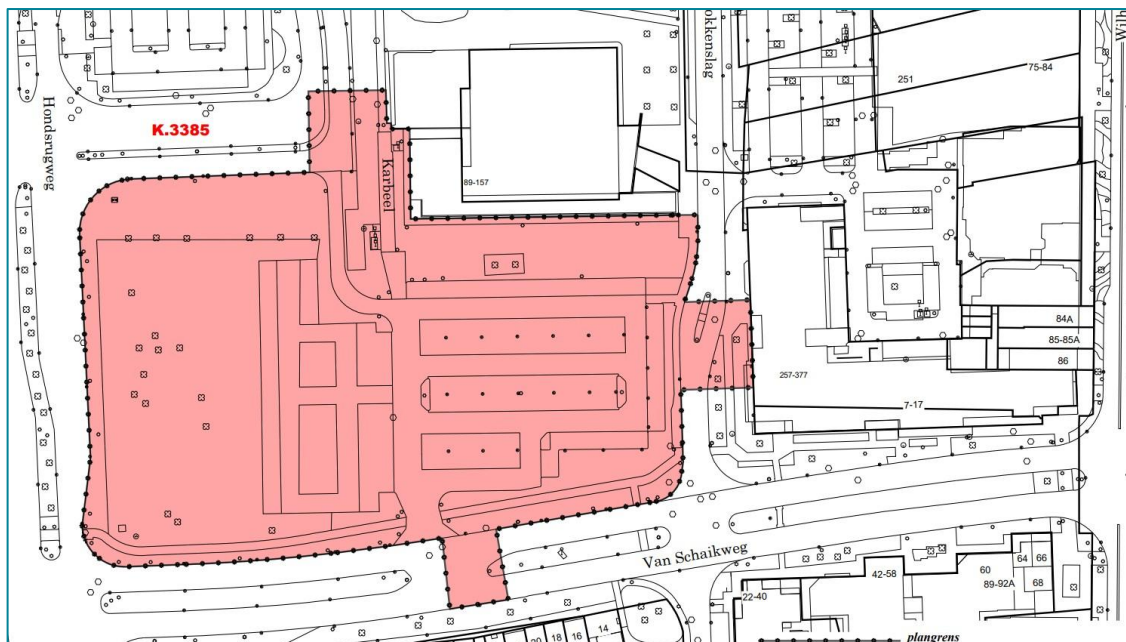 okkenslag
Wilh
75-84
251
K.3385
Hondsrugweg
Karbeel
89-157
84A
85-85A
86
257-377
7-17
Van Schaikweg
64
66
42-58
60
89-92A
68
22-40
14
16
18
20
plangrens